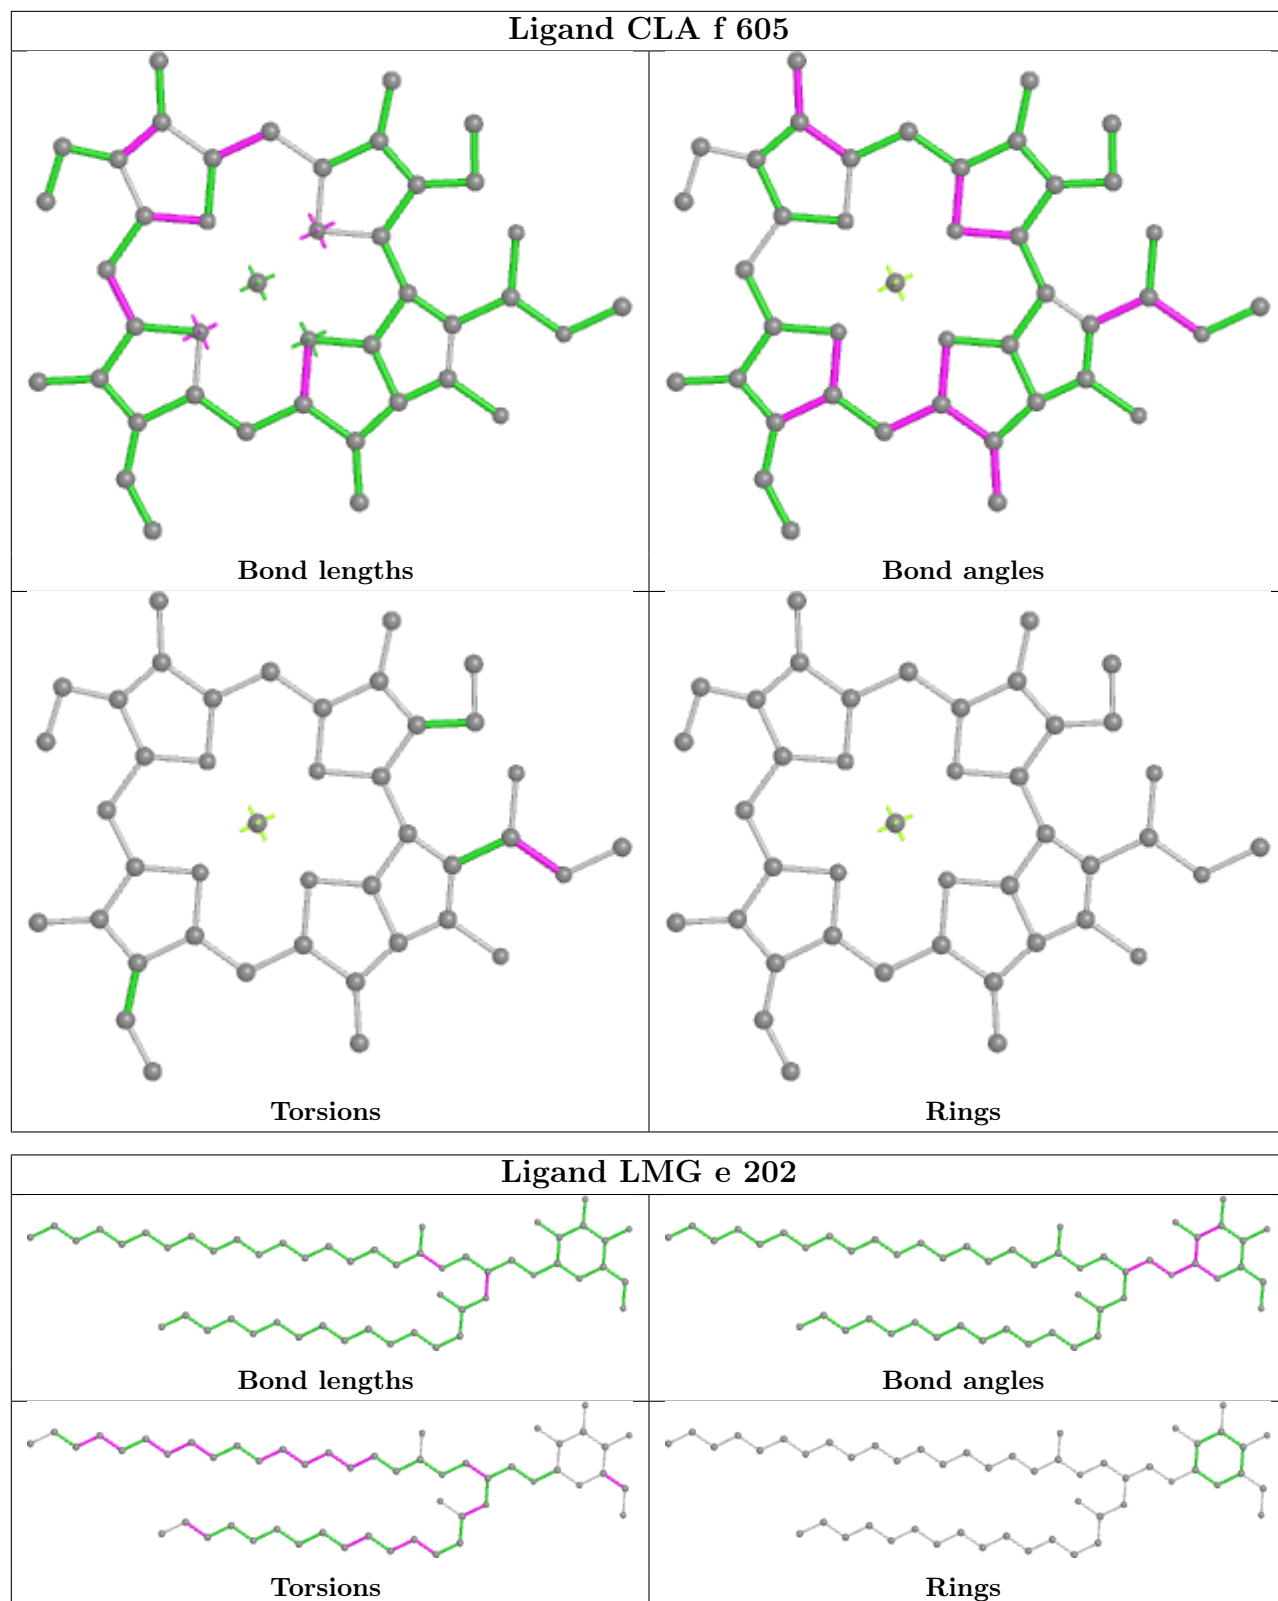 Ligand CLA f 605
Bond lengths
Bond angles
Torsions
Rings
Ligand LMG e 202
Bond lengths
Bond angles
Torsions
Rings